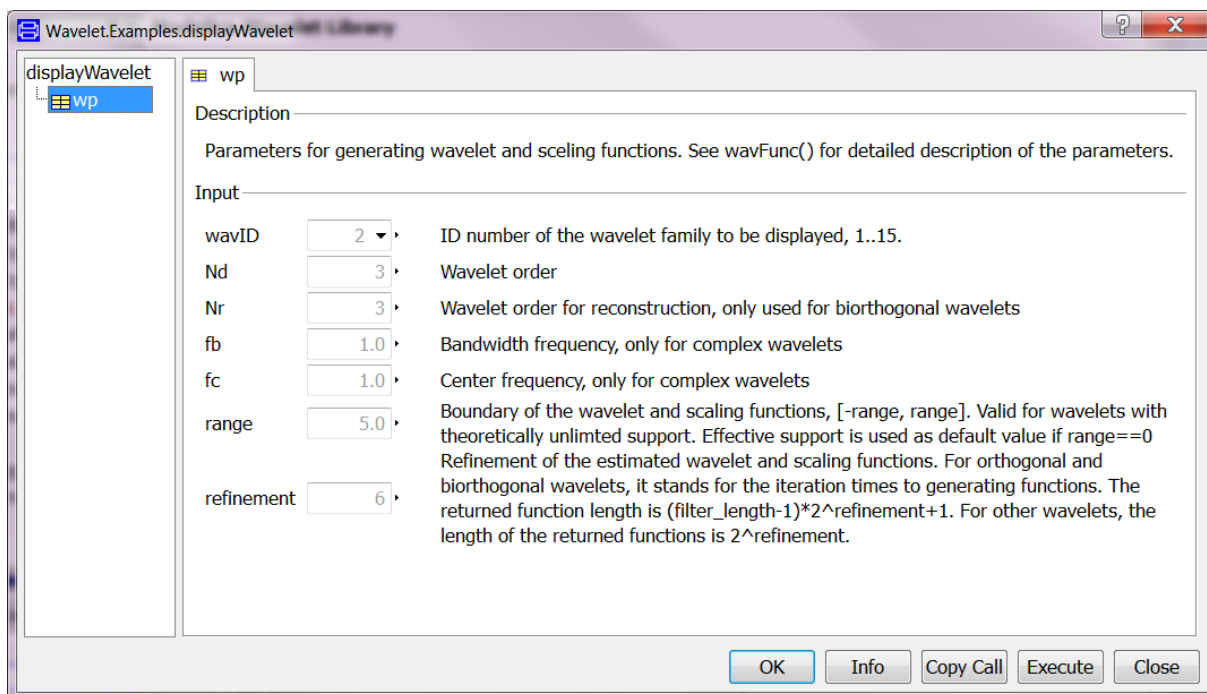 Wavelet.Examples.displayWavelet
displayWavelet
wp
wp
Description
Parameters for generating wavelet and sceling functions. See wavFunc() for detailed description of the parameters.
Input
wavID 2 ID number of the wavelet family to be displayed, 1..15.
Nd 3 Wavelet order
Nr 3 Wavelet order for reconstruction, only used for biorthogonal wavelets
fb 1.0 Bandwidth frequency, only for complex wavelets
fc 1.0 Center frequency, only for complex wavelets
range 5.0 Boundary of the wavelet and scaling functions, [-range, range]. Valid for wavelets with
theoretically unlimted support. Effective support is used as default value if range==0
refinement 6 Refinement of the estimated wavelet and scaling functions. For orthogonal and
biorthogonal wavelets, it stands for the iteration times to generating functions. The
returned function length is (filter_length-1)*2^refinement+1. For other wavelets, the
length of the returned functions is 2^refinement.
OK Info Copy Call Execute Close